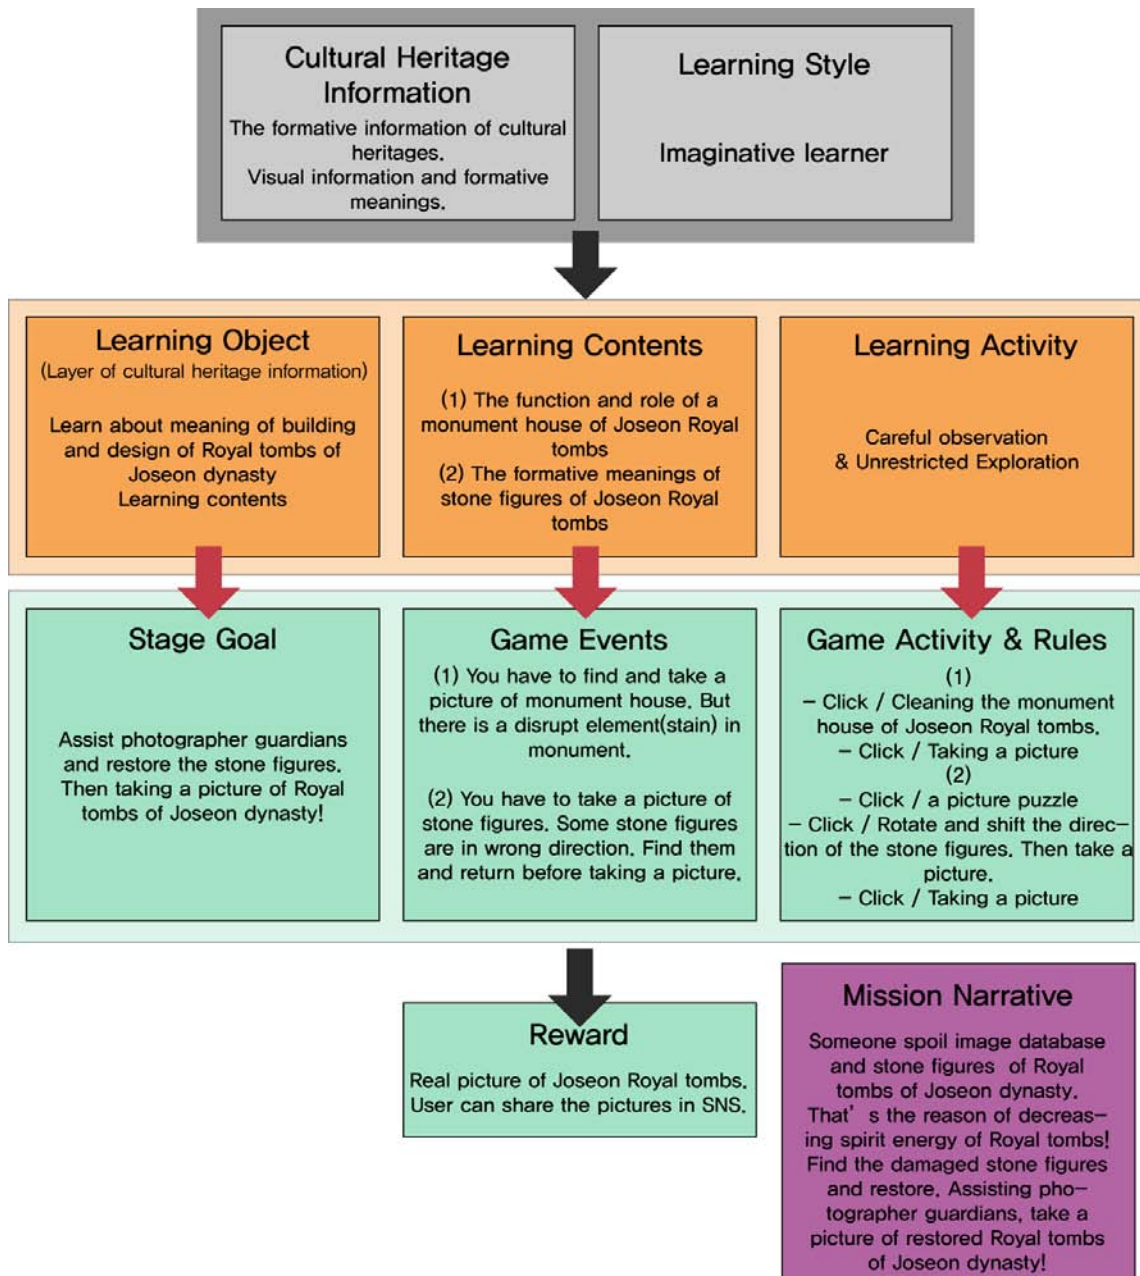 Cultural Heritage
Information
The formative information of cultural
heritages.
Visual information and formative
meanings.
Learning Style
Imaginative learner
Learning Object
(Layer of cultural heritage information)
Learn about meaning of building
and design of Royal tombs of
Joseon dynasty
Learning contents
Learning Contents
(1) The function and role of a
monument house of Joseon Royal
tombs
(2) The formative meanings of
stone figures of Joseon Royal
tombs
Learning Activity
Careful observation
& Unrestricted Exploration
Stage Goal
Assist photographer guardians
and restore the stone figures.
Then taking a picture of Royal
tombs of Joseon dynasty!
Game Events
(1) You have to find and take a
picture of monument house. But
there is a disrupt element(stain) in
monument.
(2) You have to take a picture of
stone figures. Some stone figures
are in wrong direction. Find them
and return before taking a picture.
Game Activity & Rules
(1)
– Click / Cleaning the monument
house of Joseon Royal tombs.
– Click / Taking a picture
(2)
– Click / a picture puzzle
– Click / Rotate and shift the direc–
tion of the stone figures. Then take a
picture.
– Click / Taking a picture
Reward
Real picture of Joseon Royal tombs.
User can share the pictures in SNS.
Mission Narrative
Someone spoil image database
and stone figures of Royal
tombs of Joseon dynasty.
That's the reason of decreas–
ing spirit energy of Royal tombs!
Find the damaged stone figures
and restore. Assisting pho–
tographer guardians, take a
picture of restored Royal tombs
of Joseon dynasty!